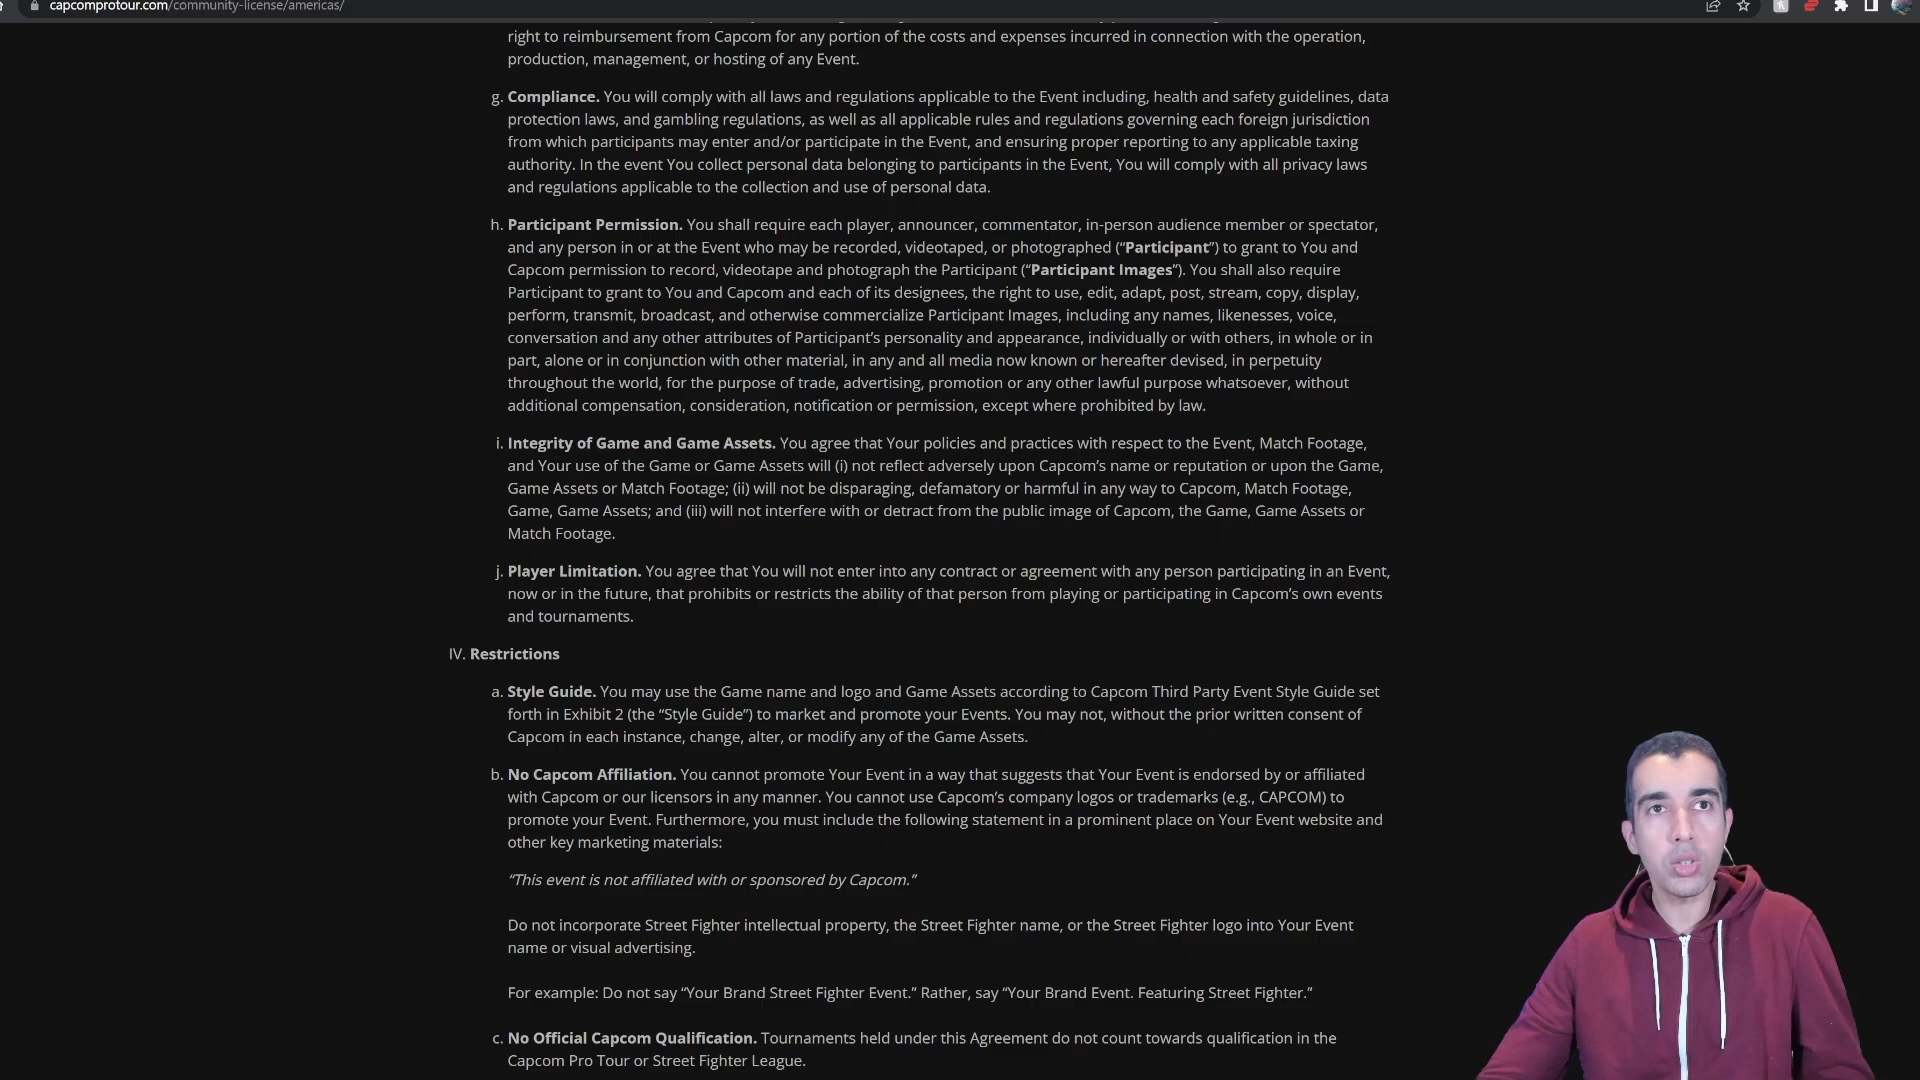 capcomprotour.com/community-license/americas/
right to reimbursement from Capcom for any portion of the costs and expenses incurred in connection with the operation,
production, management, or hosting of any Event.
g. Compliance. You will comply with all laws and regulations applicable to the Event including, health and safety guidelines, data
protection laws, and gambling regulations, as well as all applicable rules and regulations governing each foreign jurisdiction
from which participants may enter and/or participate in the Event, and ensuring proper reporting to any applicable taxing
authority. In the event You collect personal data belonging to participants in the Event, You will comply with all privacy laws
and regulations applicable to the collection and use of personal data.
h. Participant Permission. You shall require each player, announcer, commentator, in-person audience member or spectator,
and any person in or at the Event who may be recorded, videotaped, or photographed (“Participant”) to grant to You and
Capcom permission to record, videotape and photograph the Participant (“Participant Images”). You shall also require
Participant to grant to You and Capcom and each of its designees, the right to use, edit, adapt, post, stream, copy, display,
perform, transmit, broadcast, and otherwise commercialize Participant Images, including any names, likenesses, voice,
conversation and any other attributes of Participant’s personality and appearance, individually or with others, in whole or in
part, alone or in conjunction with other material, in any and all media now known or hereafter devised, in perpetuity
throughout the world, for the purpose of trade, advertising, promotion or any other lawful purpose whatsoever, without
additional compensation, consideration, notification or permission, except where prohibited by law.
i. Integrity of Game and Game Assets. You agree that Your policies and practices with respect to the Event, Match Footage,
and Your use of the Game or Game Assets will (i) not reflect adversely upon Capcom’s name or reputation or upon the Game,
Game Assets or Match Footage; (ii) will not be disparaging, defamatory or harmful in any way to Capcom, Match Footage,
Game, Game Assets; and (iii) will not interfere with or detract from the public image of Capcom, the Game, Game Assets or
Match Footage.
j. Player Limitation. You agree that You will not enter into any contract or agreement with any person participating in an Event,
now or in the future, that prohibits or restricts the ability of that person from playing or participating in Capcom’s own events
and tournaments.
IV. Restrictions
a. Style Guide. You may use the Game name and logo and Game Assets according to Capcom Third Party Event Style Guide set
forth in Exhibit 2 (the “Style Guide”) to market and promote your Events. You may not, without the prior written consent of
Capcom in each instance, change, alter, or modify any of the Game Assets.
b. No Capcom Affiliation. You cannot promote Your Event in a way that suggests that Your Event is endorsed by or affiliated
with Capcom or our licensors in any manner. You cannot use Capcom’s company logos or trademarks (e.g., CAPCOM) to
promote your Event. Furthermore, you must include the following statement in a prominent place on Your Event website and
other key marketing materials:
“This event is not affiliated with or sponsored by Capcom.”
Do not incorporate Street Fighter intellectual property, the Street Fighter name, or the Street Fighter logo into Your Event
name or visual advertising.
For example: Do not say “Your Brand Street Fighter Event.” Rather, say “Your Brand Event. Featuring Street Fighter.”
c. No Official Capcom Qualification. Tournaments held under this Agreement do not count towards qualification in the
Capcom Pro Tour or Street Fighter League.